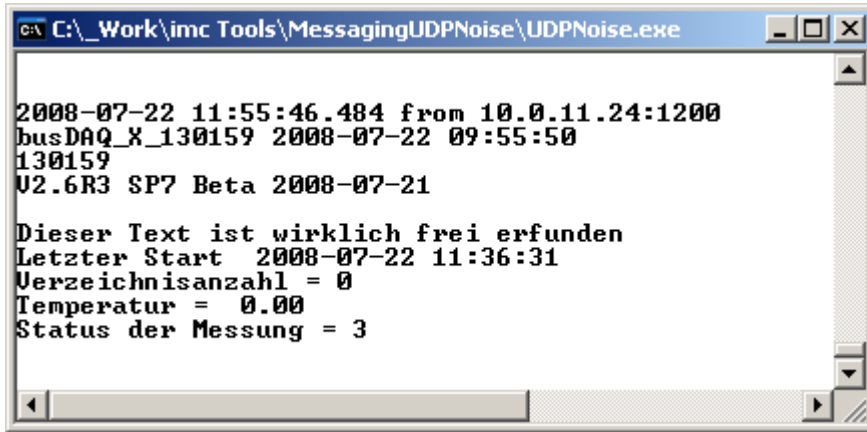 C:\_Work\imc Tools\MessagingUDPNoise\UDPNoise.exe
2008-07-22 11:55:46.484 from 10.0.11.24:1200
busDAQ_X_130159 2008-07-22 09:55:50
130159
V2.6R3 SP7 Beta 2008-07-21
Dieser Text ist wirklich frei erfunden
Letzter Start  2008-07-22 11:36:31
Verzeichnisanzahl = 0
Temperatur =  0.00
Status der Messung = 3